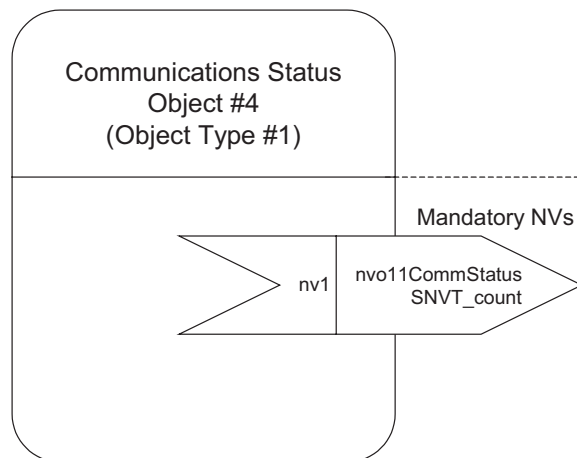 Communications Status
Object #4
(Object Type #1)
Mandatory NVs
nv1
nvo11CommStatus
SNVT_count